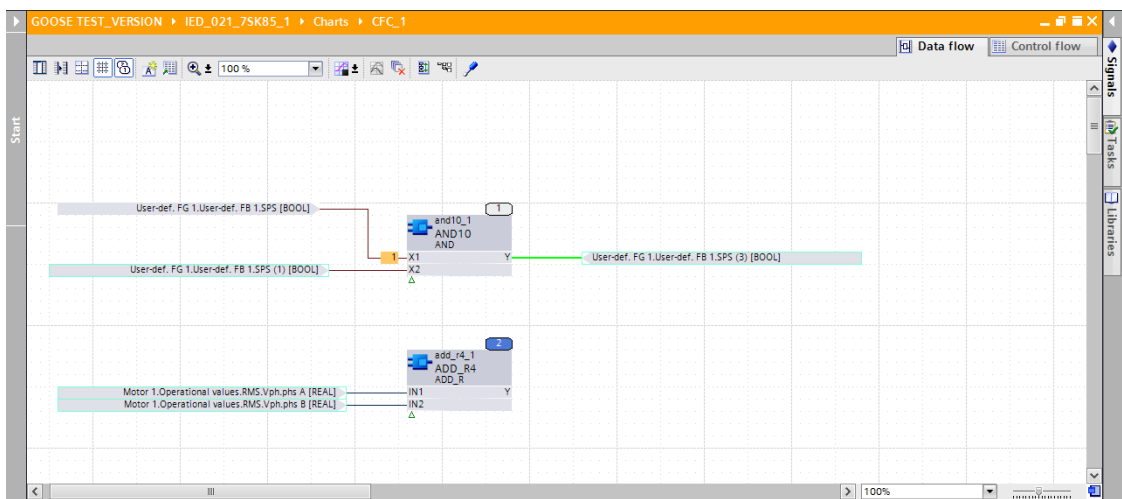 GOOSE TEST_VERSION ▸ IED_021_7SK85_1 ▸ Charts ▸ CFC_1
Data flow
Control flow
100 %
Start
Signals
Tasks
Libraries
1
User-def. FG 1.User-def. FB 1.SPS [BOOL]
and10_1
AND10
AND
1
X1
Y
User-def. FG 1.User-def. FB 1.SPS (3) [BOOL]
User-def. FG 1.User-def. FB 1.SPS (1) [BOOL]
X2
2
add_r4_1
ADD_R4
ADD_R
Motor 1.Operational values.RMS.Vph.phs A [REAL]
IN1
Y
Motor 1.Operational values.RMS.Vph.phs B [REAL]
IN2
100%